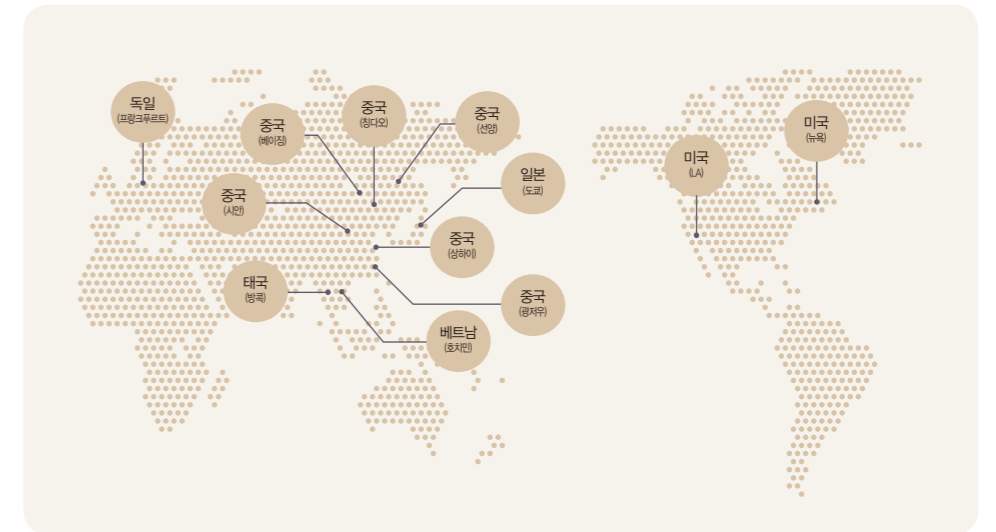 독일
(프랑크푸르트)
중국
(베이징)
중국
(칭다오)
중국
(선양)
미국
(뉴욕)
미국
(LA)
일본
(도쿄)
중국
(시안)
중국
(상하이)
태국
(방콕)
중국
(광저우)
베트남
(호치민)